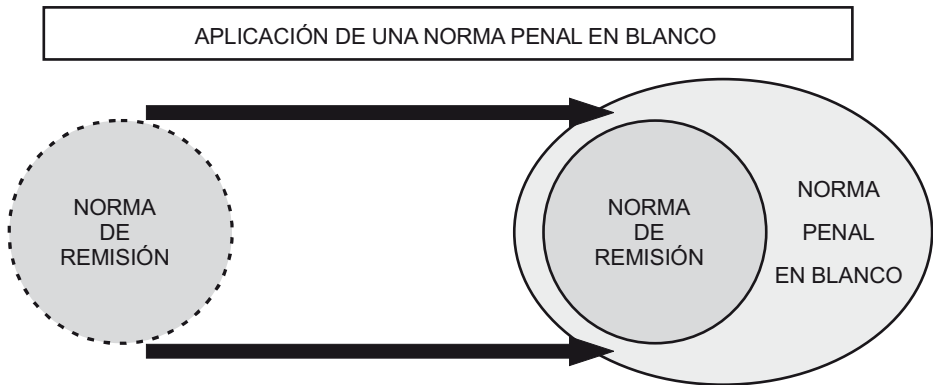 APLICACIÓN DE UNA NORMA PENAL EN BLANCO
NORMA
DE
REMISIÓN
NORMA
DE
REMISIÓN
NORMA
PENAL
EN BLANCO